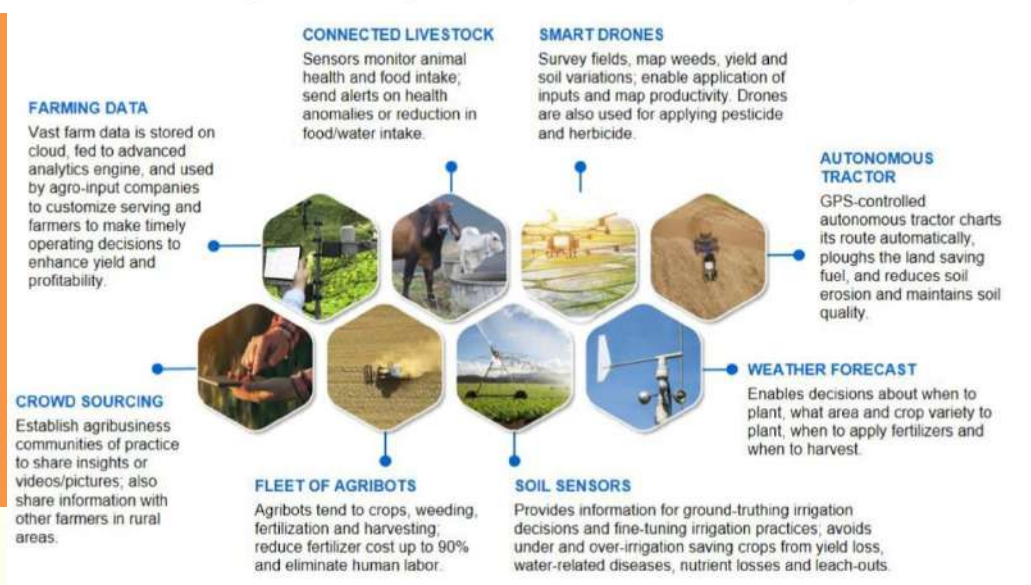 CONNECTED LIVESTOCK
Sensors monitor animal
health and food intake;
send alerts on health
anomalies or reduction in
food/water intake.
SMART DRONES
Survey fields, map weeds, yield and
soil variations; enable application of
inputs and map productivity. Drones
are also used for applying pesticide
and herbicide.
FARMING DATA
Vast farm data is stored on
cloud, fed to advanced
analytics engine, and used
by agro-input companies
to customize serving and
farmers to make timely
operating decisions to
enhance yield and
profitability.
AUTONOMOUS
TRACTOR
GPS-controlled
autonomous tractor charts
its route automatically,
ploughs the land saving
fuel, and reduces soil
erosion and maintains soil
quality.
CROWD SOURCING
Establish agribusiness
communities of practice
to share insights or
videos/pictures; also
share information with
other farmers in rural
areas.
WEATHER FORECAST
Enables decisions about when to
plant, what area and crop variety to
plant, when to apply fertilizers and
when to harvest.
FLEET OF AGRIBOTS
Agribots tend to crops, weeding,
fertilization and harvesting;
reduce fertilizer cost up to 90%
and eliminate human labor.
SOIL SENSORS
Provides information for ground-truthing irrigation
decisions and fine-tuning irrigation practices; avoids
under and over-irrigation saving crops from yield loss,
water-related diseases, nutrient losses and leach-outs.